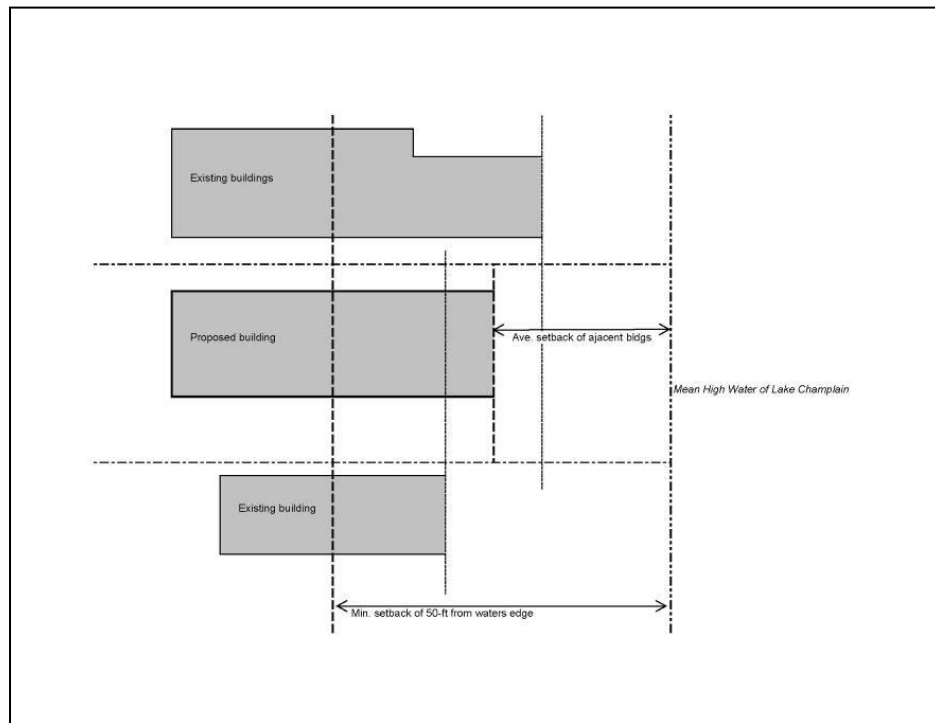 Existing buildings
Proposed building
Ave. setback of ajacent bldgs
Mean High Water of Lake Champlain
Existing building
Min. setback of 50-ft from waters edge